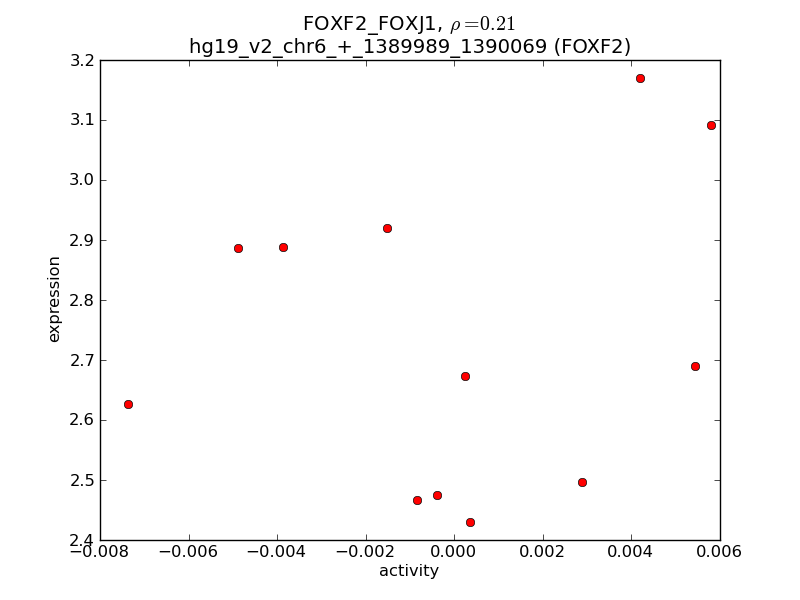 FOXF2_FOXJ1, ρ=0.21
hg19_v2_chr6_+_1389989_1390069 (FOXF2)
3.2
3.1
3.0
2.9
2.8
2.7
2.6
2.5
2.4
expression
−0.008 −0.006 −0.004 −0.002 0.000 0.002 0.004 0.006
activity